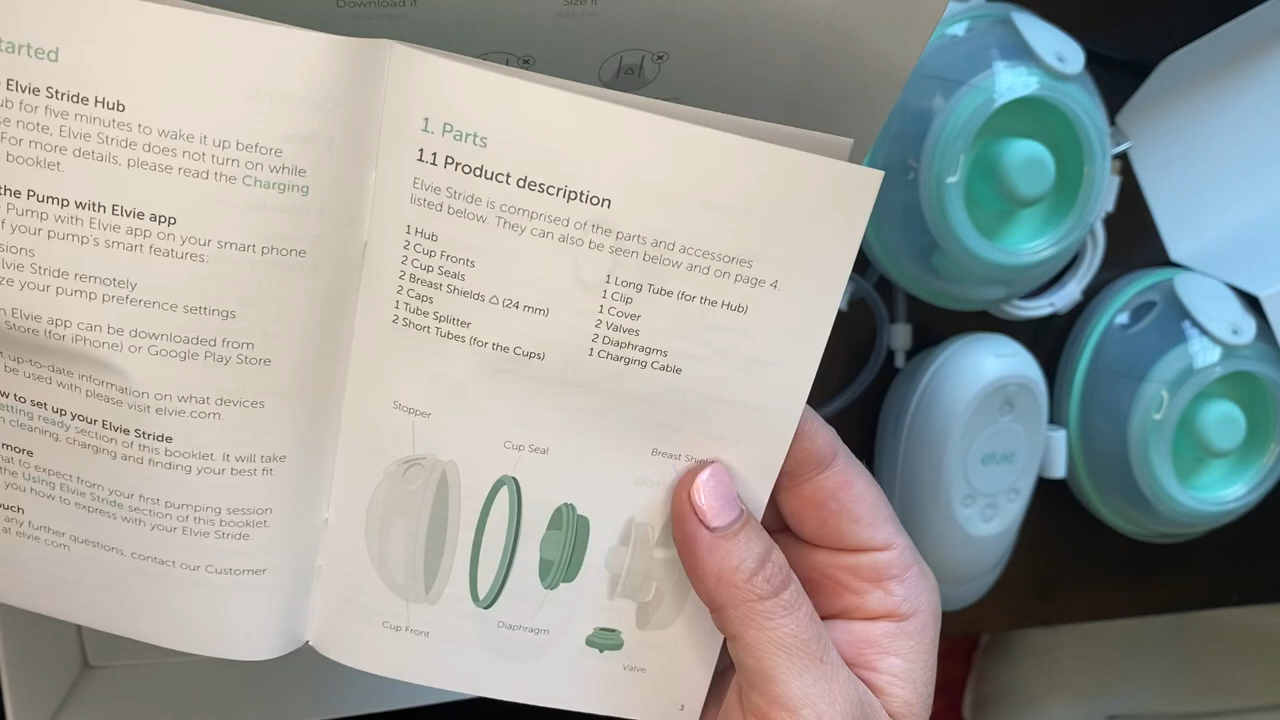 Download it
Size it
tarted
Elvie Stride Hub
ub for five minutes to wake it up before
se note, Elvie Stride does not turn on while
For more details, please read the Charging
booklet.
the Pump with Elvie app
Pump with Elvie app on your smart phone
of your pump's smart features:
sions
lvie Stride remotely
ze your pump preference settings
n Elvie app can be downloaded from
Store (for iPhone) or Google Play Store
t up-to-date information on what devices
be used with please visit elvie.com.
w to set up your Elvie Stride
etting ready section of this booklet. It will take
n cleaning, charging and finding your best fit.
more
hat to expect from your first pumping session
the Using Elvie Stride section of this booklet.
you how to express with your Elvie Stride
ouch
any further questions, contact our Customer
at elvie.com
1. Parts
1.1 Product description
Elvie Stride is comprised of the parts and accessories
listed below. They can also be seen below and on page 4:
1 Hub
2 Cup Fronts
2 Cup Seals
2 Breast Shields △ (24 mm)
2 Caps
1 Tube Splitter
2 Short Tubes (for the Cups)
1 Long Tube (for the Hub)
1 Clip
1 Cover
2 Valves
2 Diaphragms
1 Charging Cable
Stopper
Cup Seal
Breast Shield
Cup Front
Diaphragm
Valve
3
elvie